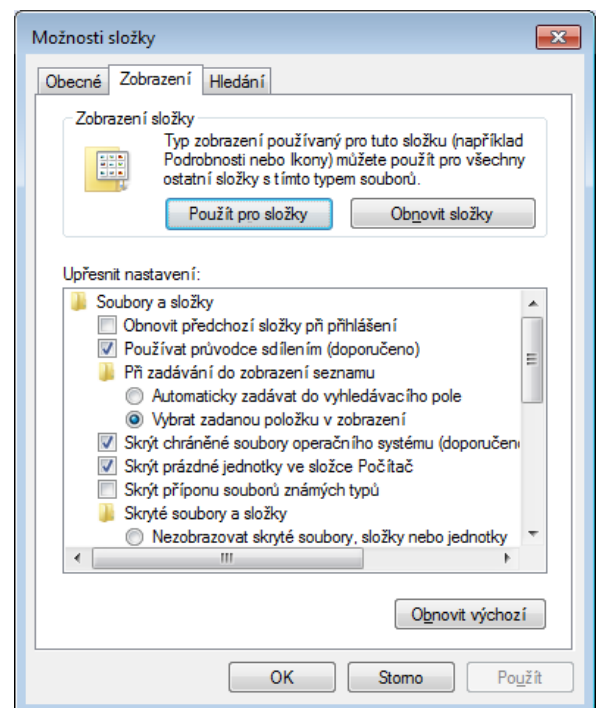 Možnosti složky
Obecné Zobrazení Hledání
Zobrazení složky
Typ zobrazení používaný pro tuto složku (například
Podrobnosti nebo Ikony) můžete použít pro všechny
ostatní složky s tímto typem souborů.
Použít pro složky Obnovit složky
Upřesnit nastavení:
Soubory a složky
Obnovit předchozí složky při přihlášení
Používat průvodce sdílením (doporučeno)
Při zadávání do zobrazení seznamu
Automaticky zadávat do vyhledávacího pole
Vybrat zadanou položku v zobrazení
Skrýt chráněné soubory operačního systému (doporučen
Skrýt prázdné jednotky ve složce Počítač
Skrýt příponu souborů známých typů
Skryté soubory a složky
Nezobrazovat skryté soubory, složky nebo jednotky
Obnovit výchozí
OK Storno Použít